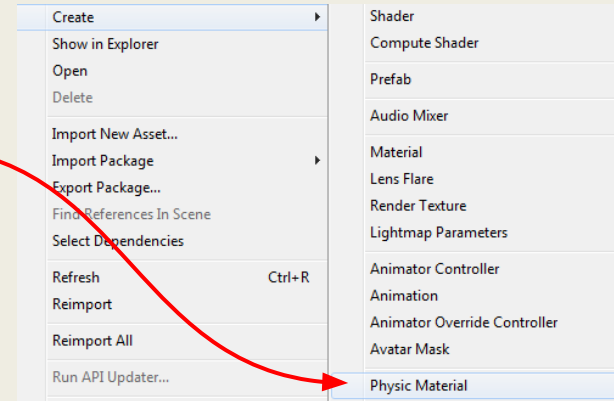 Create
Show in Explorer
Open
Delete
Import New Asset...
Import Package
Export Package...
Find References In Scene
Select Dependencies
Refresh Ctrl+R
Reimport
Reimport All
Run API Updater...
Shader
Compute Shader
Prefab
Audio Mixer
Material
Lens Flare
Render Texture
Lightmap Parameters
Animator Controller
Animation
Animator Override Controller
Avatar Mask
Physic Material